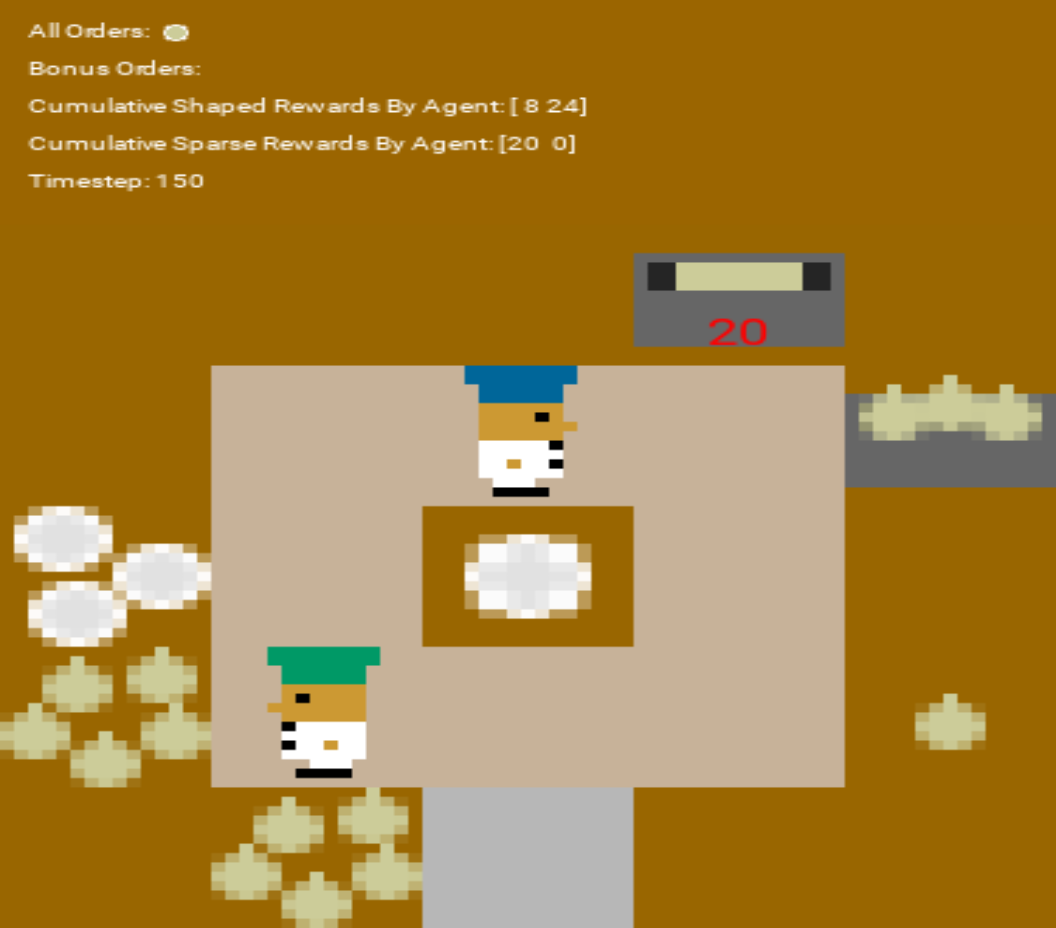 All Orders:
Bonus Orders:
Cumulative Shaped Rewards By Agent: [ 8 24]
Cumulative Sparse Rewards By Agent: [20  0]
Timestep: 150
20